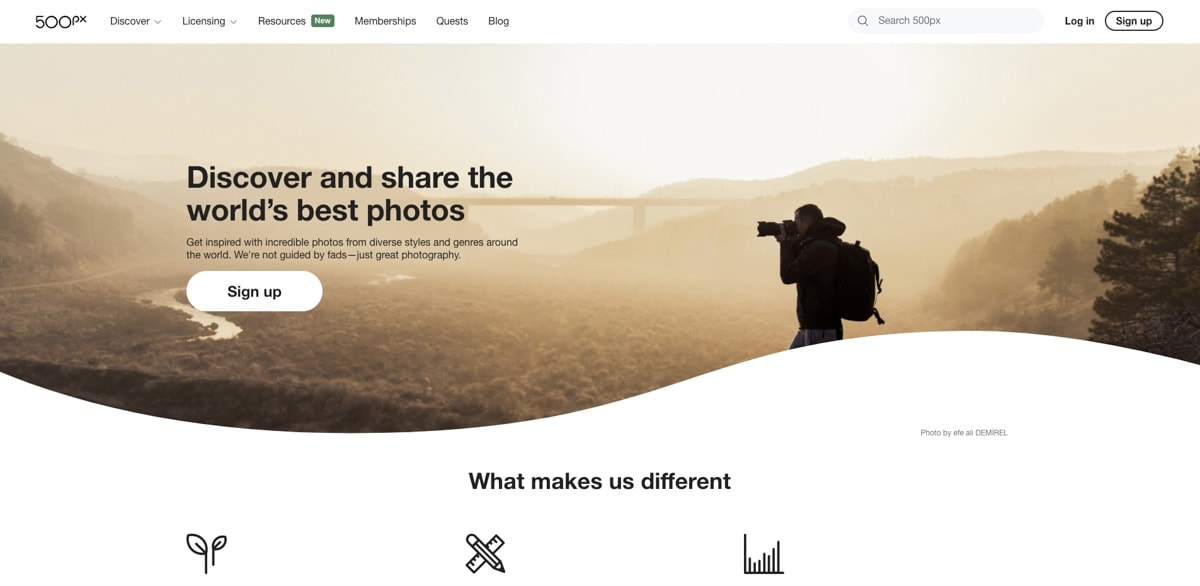 500px
Discover
Licensing
Resources
New
Memberships
Quests
Blog
Search 500px
Log in
Sign up
Discover and share the
world's best photos
Get inspired with incredible photos from diverse styles and genres around
the world. We're not guided by fads—just great photography.
Sign up
Photo by efe ali DEMİREL
What makes us different